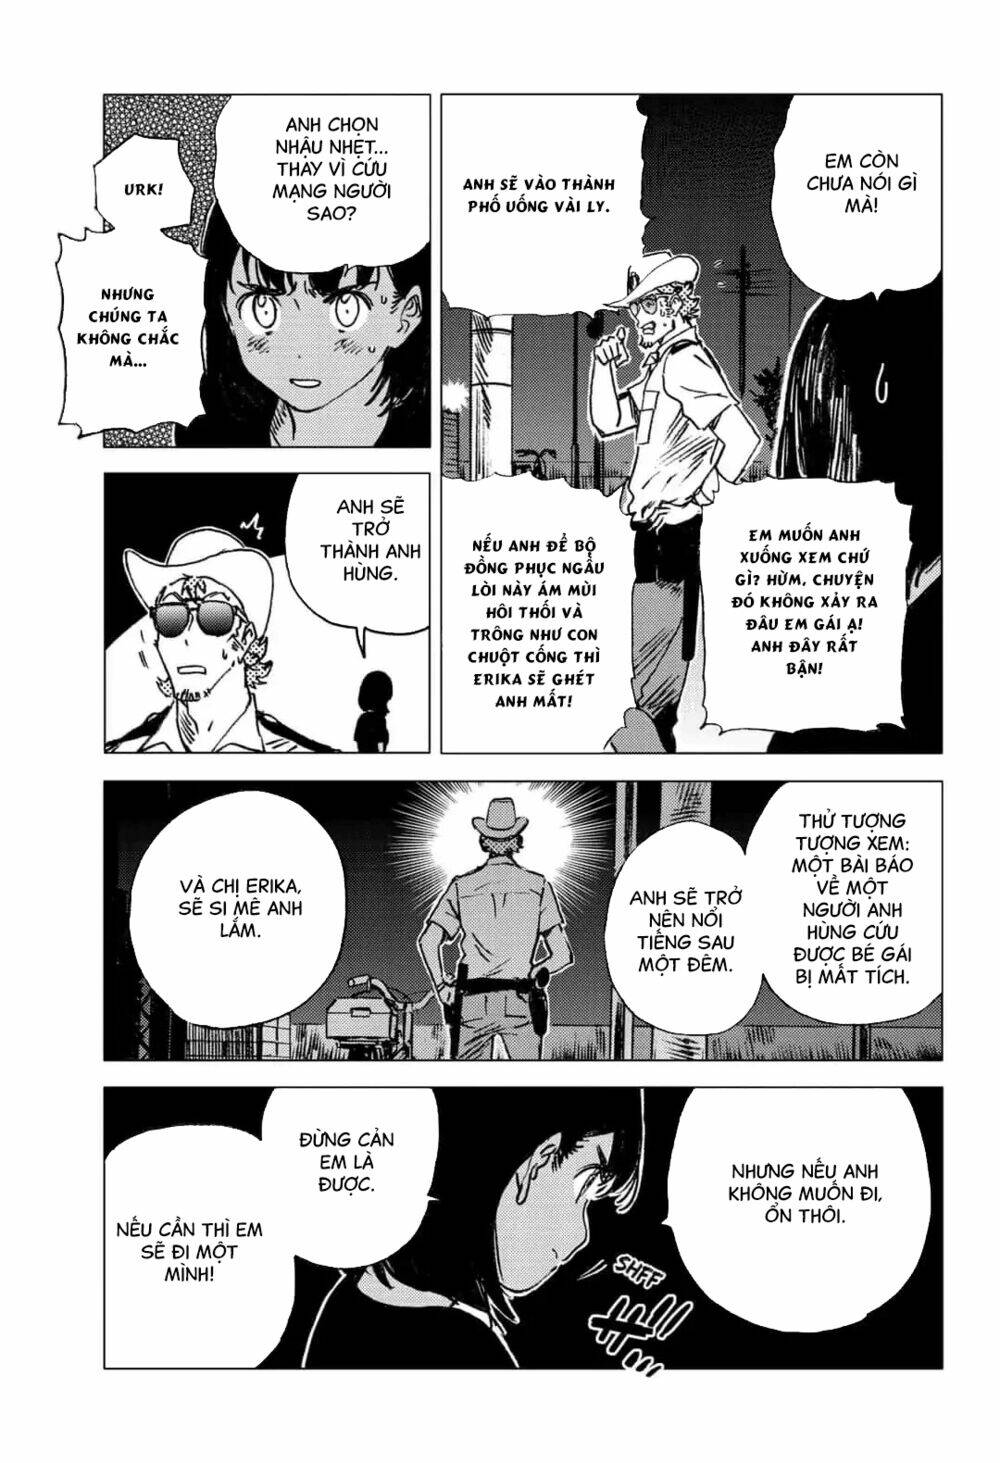 EM CÒN
CHƯA NÓI GÌ
MÀ!
ANH SẼ VÀO THÀNH
PHỐ UỐNG VÀI LY.
EM MUỐN ANH
XUỐNG XEM CHỨ
GÌ? HỪM, CHUYỆN
ĐÓ KHÔNG XẢY RA
ĐÂU EM GÁI Ạ!
ANH ĐÂY RẤT
BẬN!
NẾU ANH ĐỂ BỘ
ĐỒNG PHỤC NGẦU
LÒI NÀY ÁM MÙI
HÔI THỐI VÀ
TRÔNG NHƯ CON
CHUỘT CỐNG THÌ
ERIKA SẼ GHÉT
ANH MẤT!
ANH CHỌN
NHẬU NHẸT...
THAY VÌ CỨU
MẠNG NGƯỜI
SAO?
URK!
NHƯNG
CHÚNG TA
KHÔNG CHẮC
MÀ...
ANH SẼ
TRỞ
THÀNH ANH
HÙNG.
THỬ TƯỢNG
TƯỢNG XEM:
MỘT BÀI BÁO
VỀ MỘT
NGƯỜI ANH
HÙNG CỨU
ĐƯỢC BÉ GÁI
BỊ MẤT TÍCH.
ANH SẼ TRỞ
NÊN NỔI
TIẾNG SAU
MỘT ĐÊM.
VÀ CHỊ ERIKA,
SẼ SI MÊ ANH
LẮM.
NHƯNG NẾU ANH
KHÔNG MUỐN ĐI,
ỔN THÔI.
SHFF
ĐỪNG CẢN
EM LÀ
ĐƯỢC.
NẾU CẦN THÌ EM
SẼ ĐI MỘT
MÌNH!